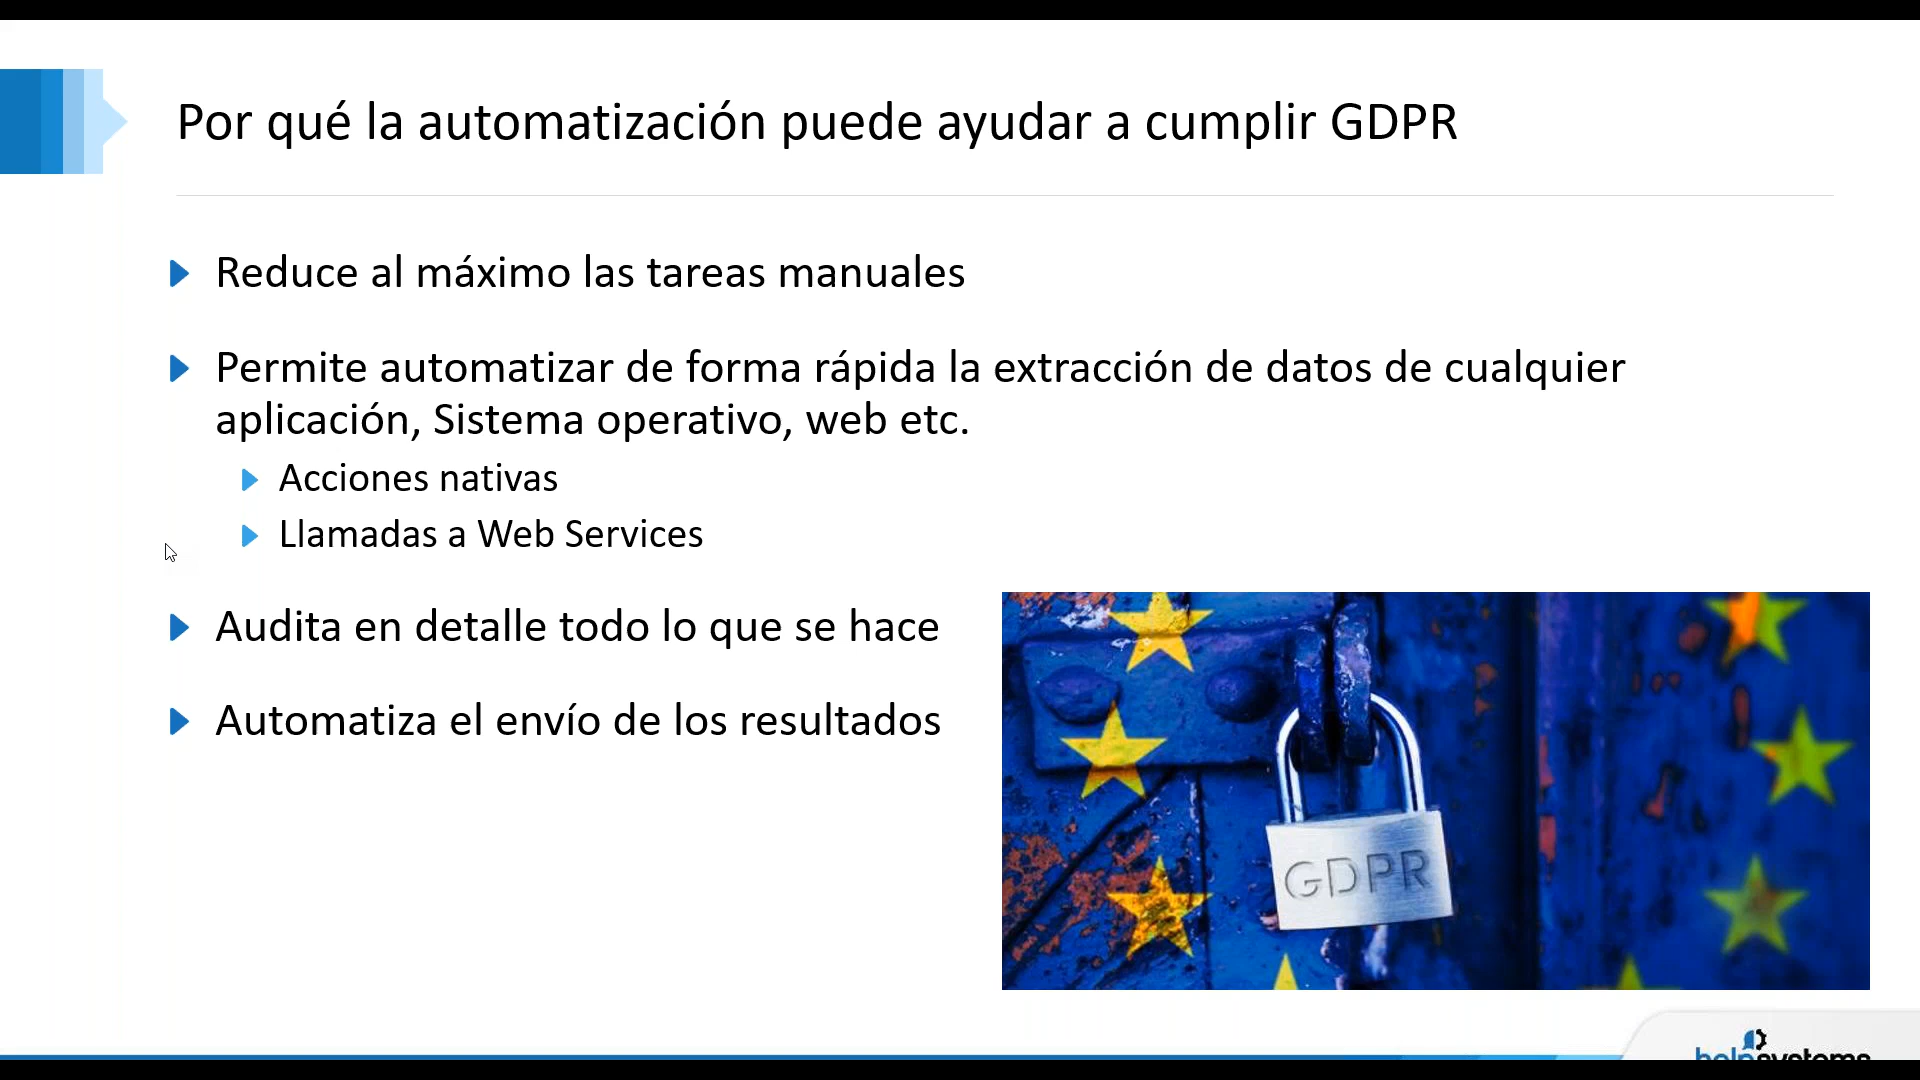 Por qué la automatización puede ayudar a cumplir GDPR
Reduce al máximo las tareas manuales
Permite automatizar de forma rápida la extracción de datos de cualquier
aplicación, Sistema operativo, web etc.
Acciones nativas
Llamadas a Web Services
Audita en detalle todo lo que se hace
Automatiza el envío de los resultados
GDPR
helpsystems